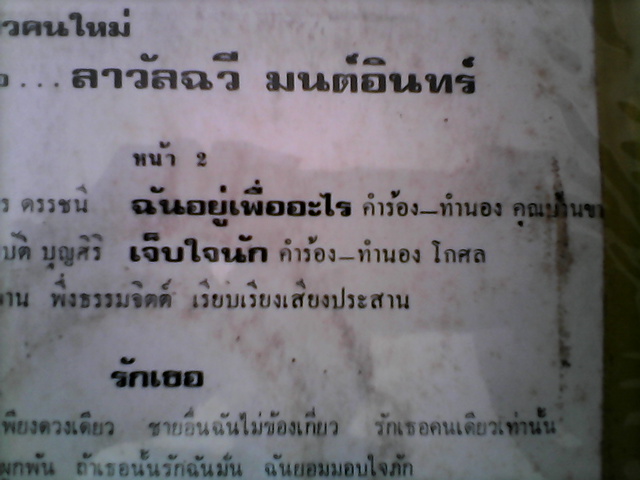 วคนใหม่
...ลาวัลฉวี มนต์อินทร์
หน้า 2
ร ดรรชนี ฉันอยู่เพื่ออะไร คำร้อง–ทำนอง
บัติ บุญศิริ เจ็บใจนัก คำร้อง–ทำนอง โกศล
พึ่งธรรมจิตต์ เรียบเรียงเสียงประสาน
รักเธอ
เพียงดวงเดียว ชายอื่นฉันไม่ข้องเกี่ยว รักเธอคนเดียวเท่านั้น
ผูกพัน ถ้าเธอนั้นรักฉันมั่น ฉันยอมมอบใจภัก